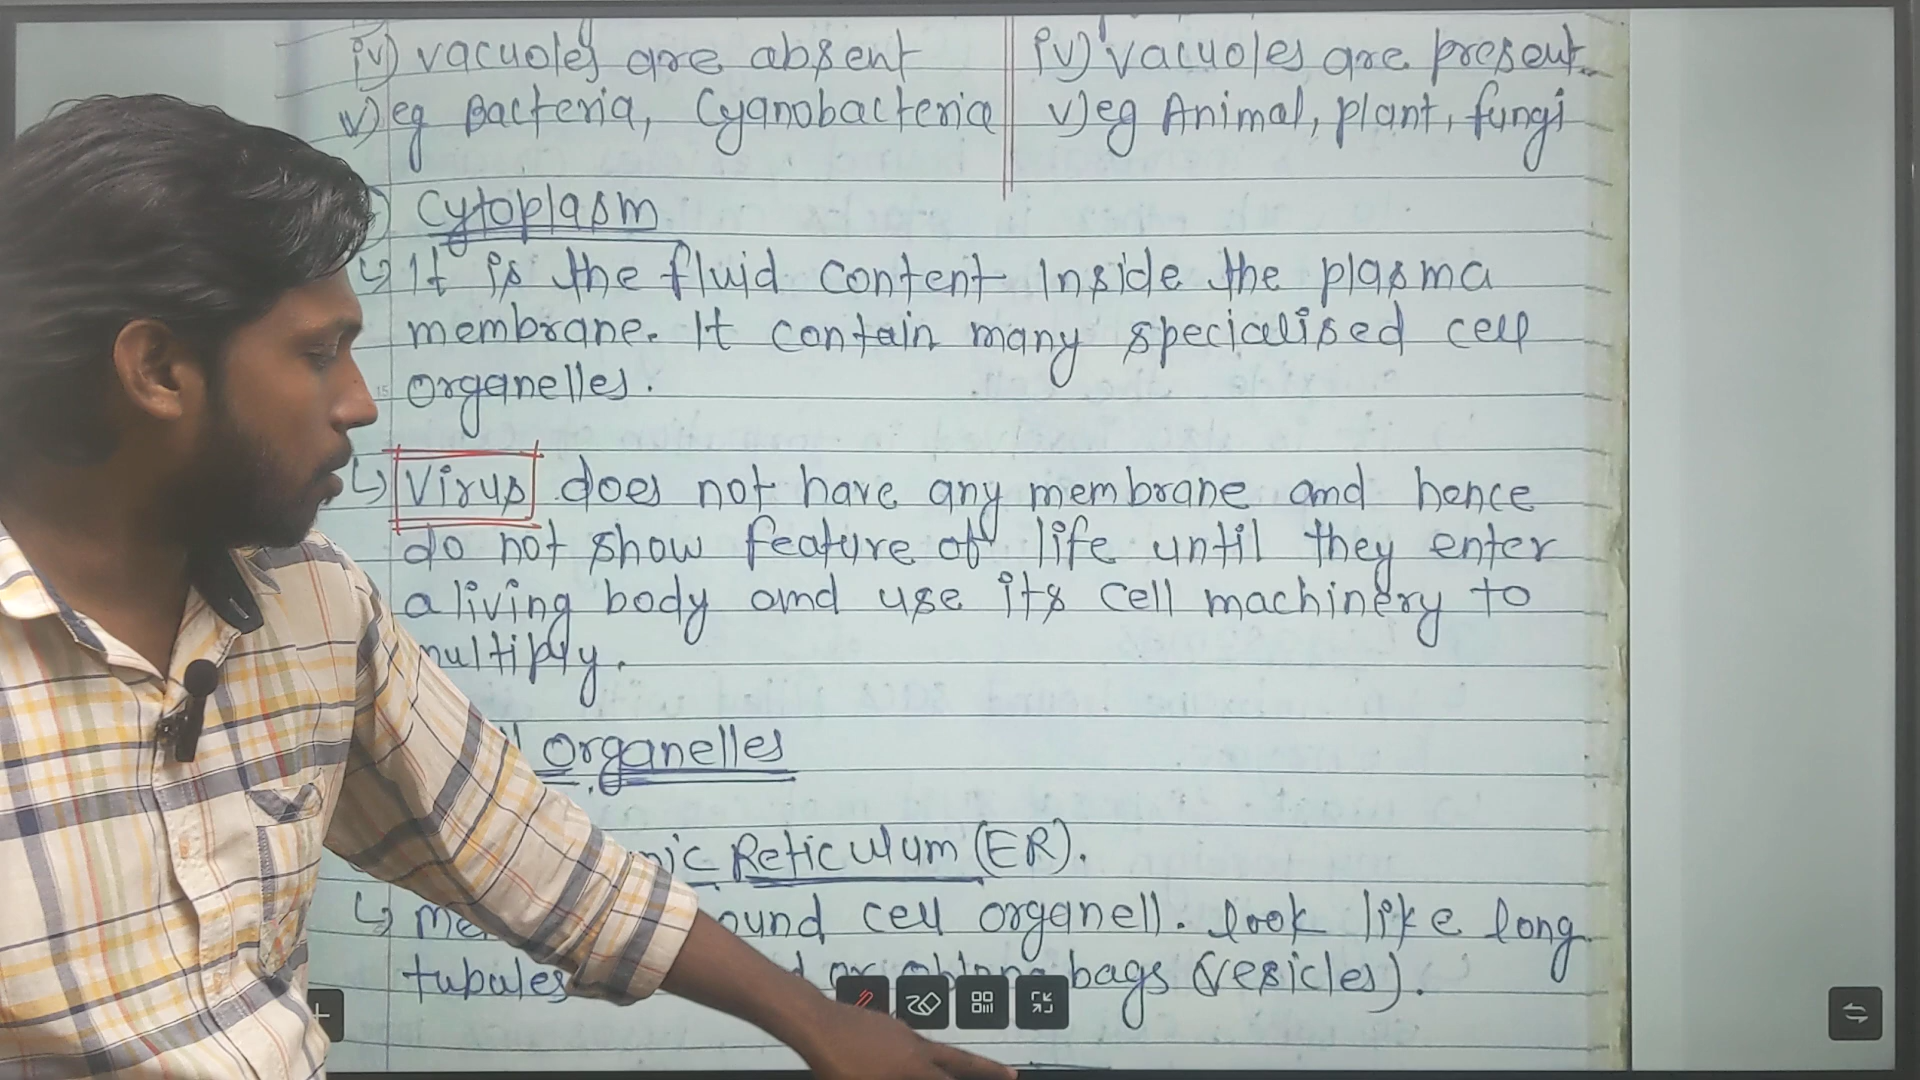 iv) vacuoles are absent
iv) vacuoles are present
v) eg Bacteria, Cyanobacteria
v) eg Animal, plant, fungi
Cytoplasm
It is the fluid content Inside the plasma
membrane. It contain many specialised cell
organelles.
Virus does not have any membrane and hence
do not show feature of life until they enter
a living body and use its cell machinery to
multiply.
organelles
Reticulum (ER).
cell organell. look like long
tubules or bags (vesicles).